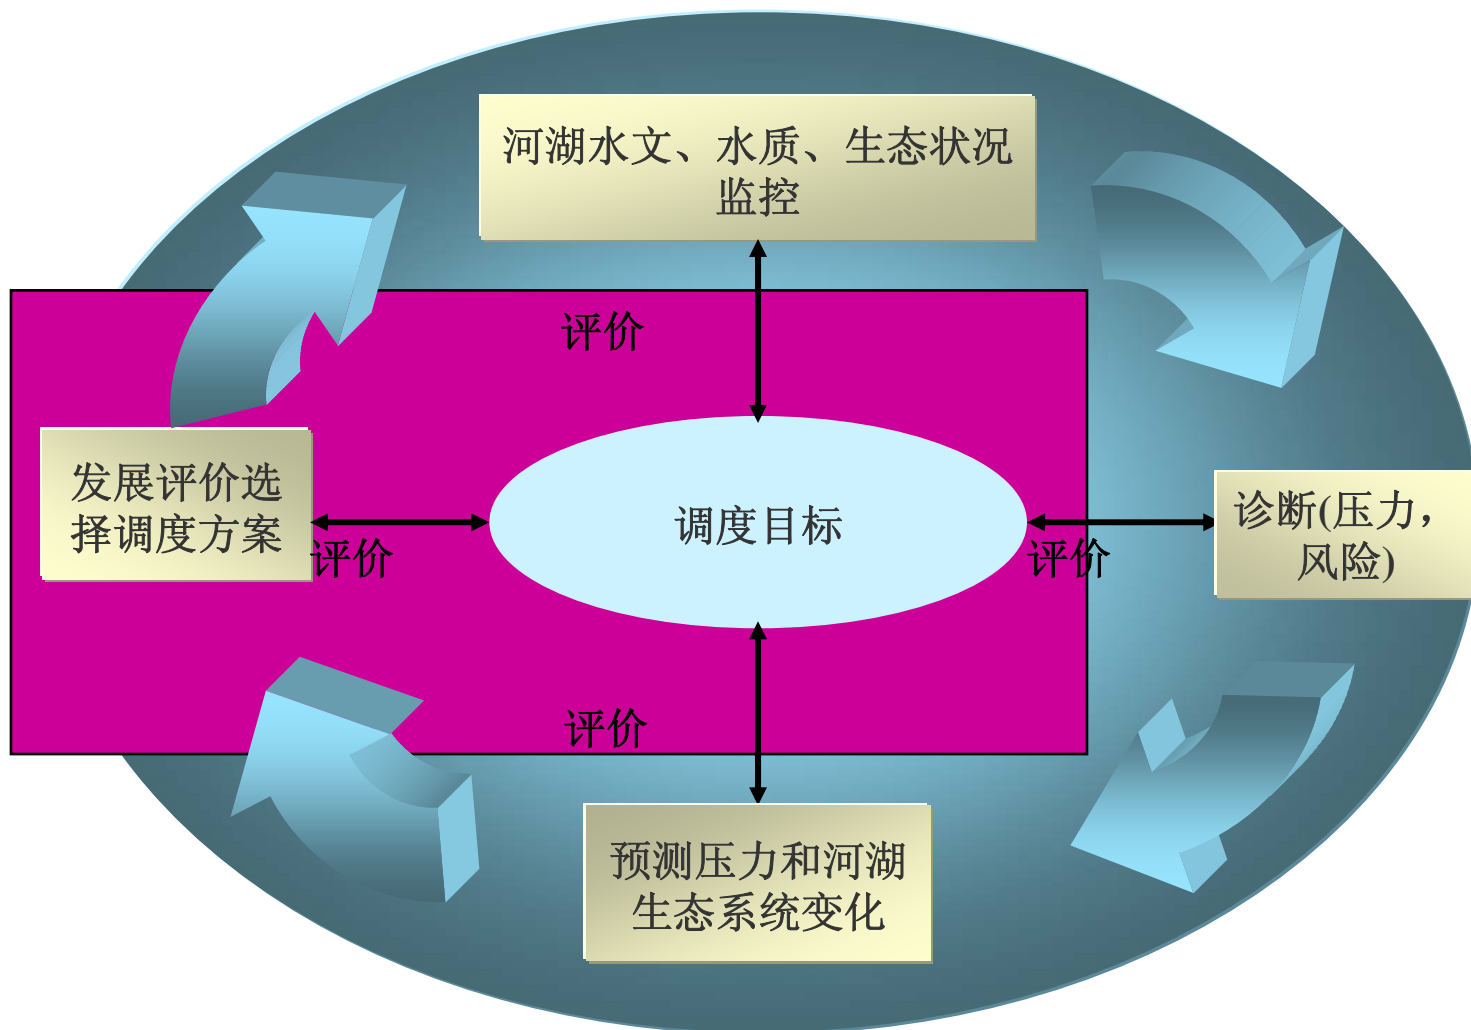 河湖水文、水质、生态状况
监控
评价
发展评价选
择调度方案
评价
调度目标
评价
诊断(压力，
风险)
评价
预测压力和河湖
生态系统变化